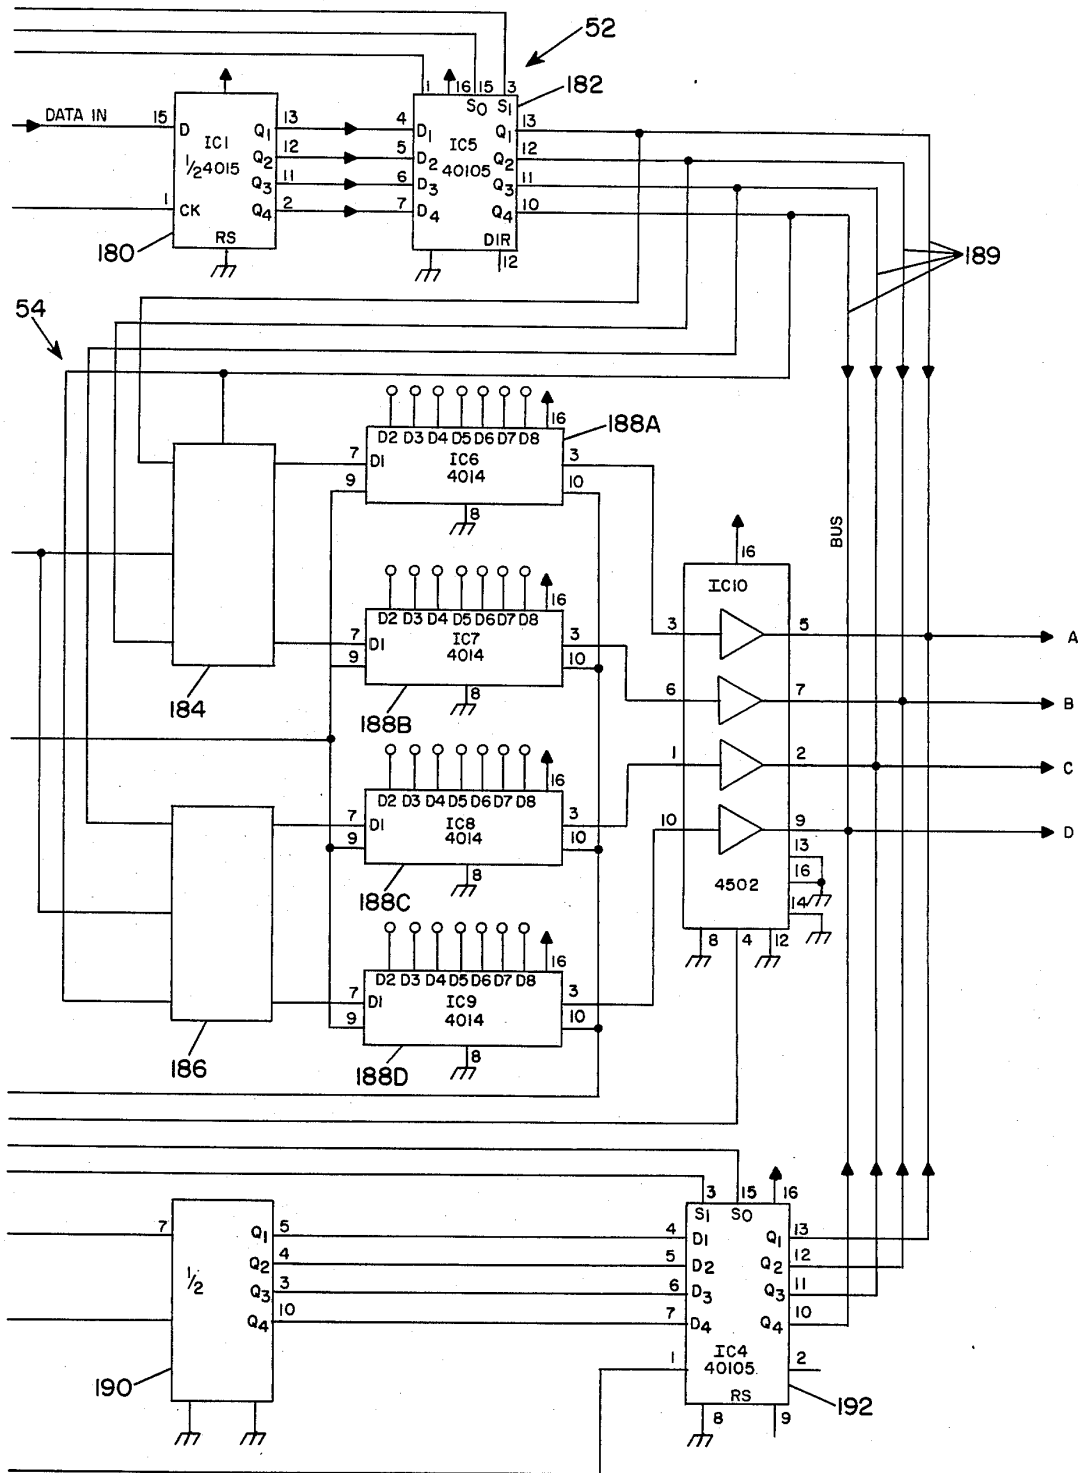 52
1 16 15 3
182
S0 S1
DATA IN 15 D IC1 Q1 13 4 D1 IC5 Q1 13
1/2 4015 Q2 12 5 D2 40105 Q2 12
Q3 11 6 D3 Q3 11
1 CK Q4 2 7 D4 Q4 10
RS DIR
180 12 189
54
16 188A
D2 D3 D4 D5 D6 D7 D8
7 D1 IC6 3
9 4014 10
8
BUS
16
16
IC10
D2 D3 D4 D5 D6 D7 D8
7 D1 IC7 3 3 5 A
9 4014 10
8
184 188B 6 7 B
16
1 2 C
D2 D3 D4 D5 D6 D7 D8
7 D1 IC8 3 10 9 D
9 4014 10 13
8 4502 16
188C 14
8 4 12
16
D2 D3 D4 D5 D6 D7 D8
7 D1 IC9 3
9 4014 10
8
186 188D
3 15 16
S1 S0
7 Q1 5 4 D1 Q1 13
1/2 Q2 4 5 D2 Q2 12
Q3 3 6 D3 Q3 11
Q4 10 7 D4 Q4 10
IC4
1 40105 2
190 RS 192
8 9